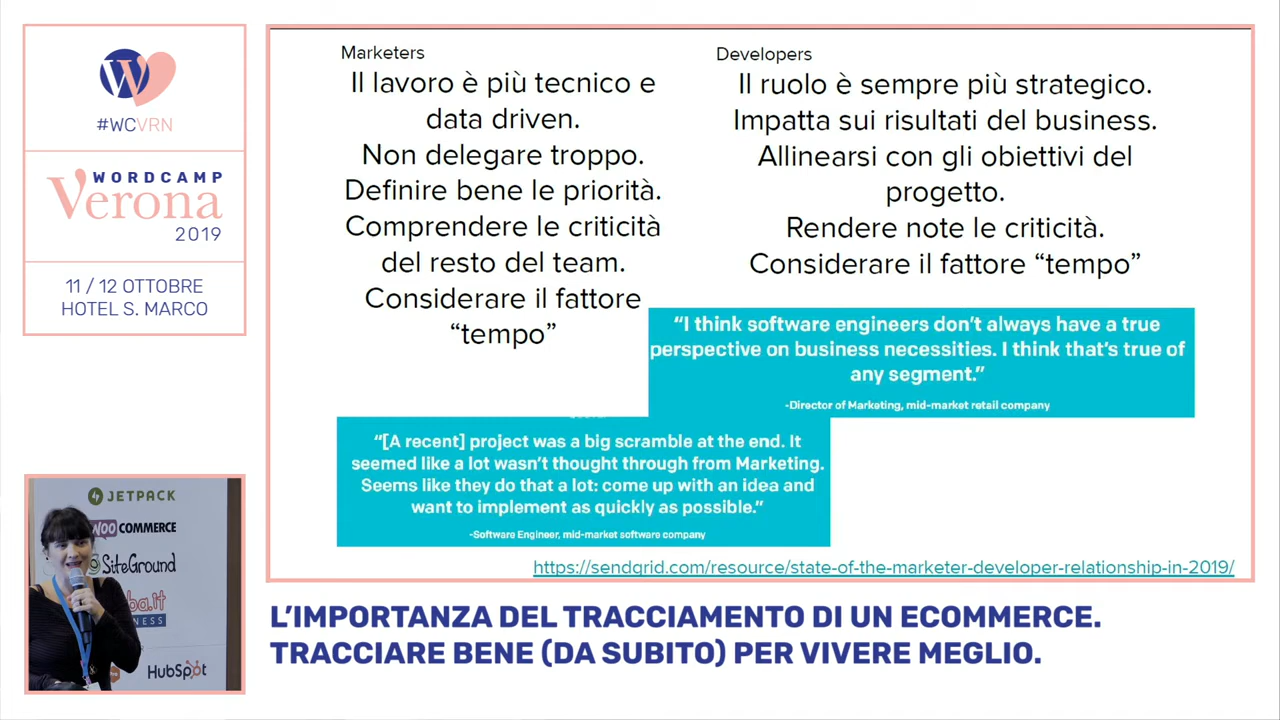 #WCVRN
WORDCAMP
Verona
2019
11 / 12 OTTOBRE
HOTEL S. MARCO
Marketers
Il lavoro è più tecnico e
data driven.
Non delegare troppo.
Definire bene le priorità.
Comprendere le criticità
del resto del team.
Considerare il fattore
“tempo”
Developers
Il ruolo è sempre più strategico.
Impatta sui risultati del business.
Allinearsi con gli obiettivi del
progetto.
Rendere note le criticità.
Considerare il fattore “tempo”
“I think software engineers don’t always have a true
perspective on business necessities. I think that’s true of
any segment.”
-Director of Marketing, mid-market retail company
“[A recent] project was a big scramble at the end. It
seemed like a lot wasn’t thought through from Marketing.
Seems like they do that a lot: come up with an idea and
want to implement as quickly as possible.”
-Software Engineer, mid-market software company
https://sendgrid.com/resource/state-of-the-marketer-developer-relationship-in-2019/
JETPACK
WOO COMMERCE
SiteGround
HubSpot
L’IMPORTANZA DEL TRACCIAMENTO DI UN ECOMMERCE.
TRACCIARE BENE (DA SUBITO) PER VIVERE MEGLIO.